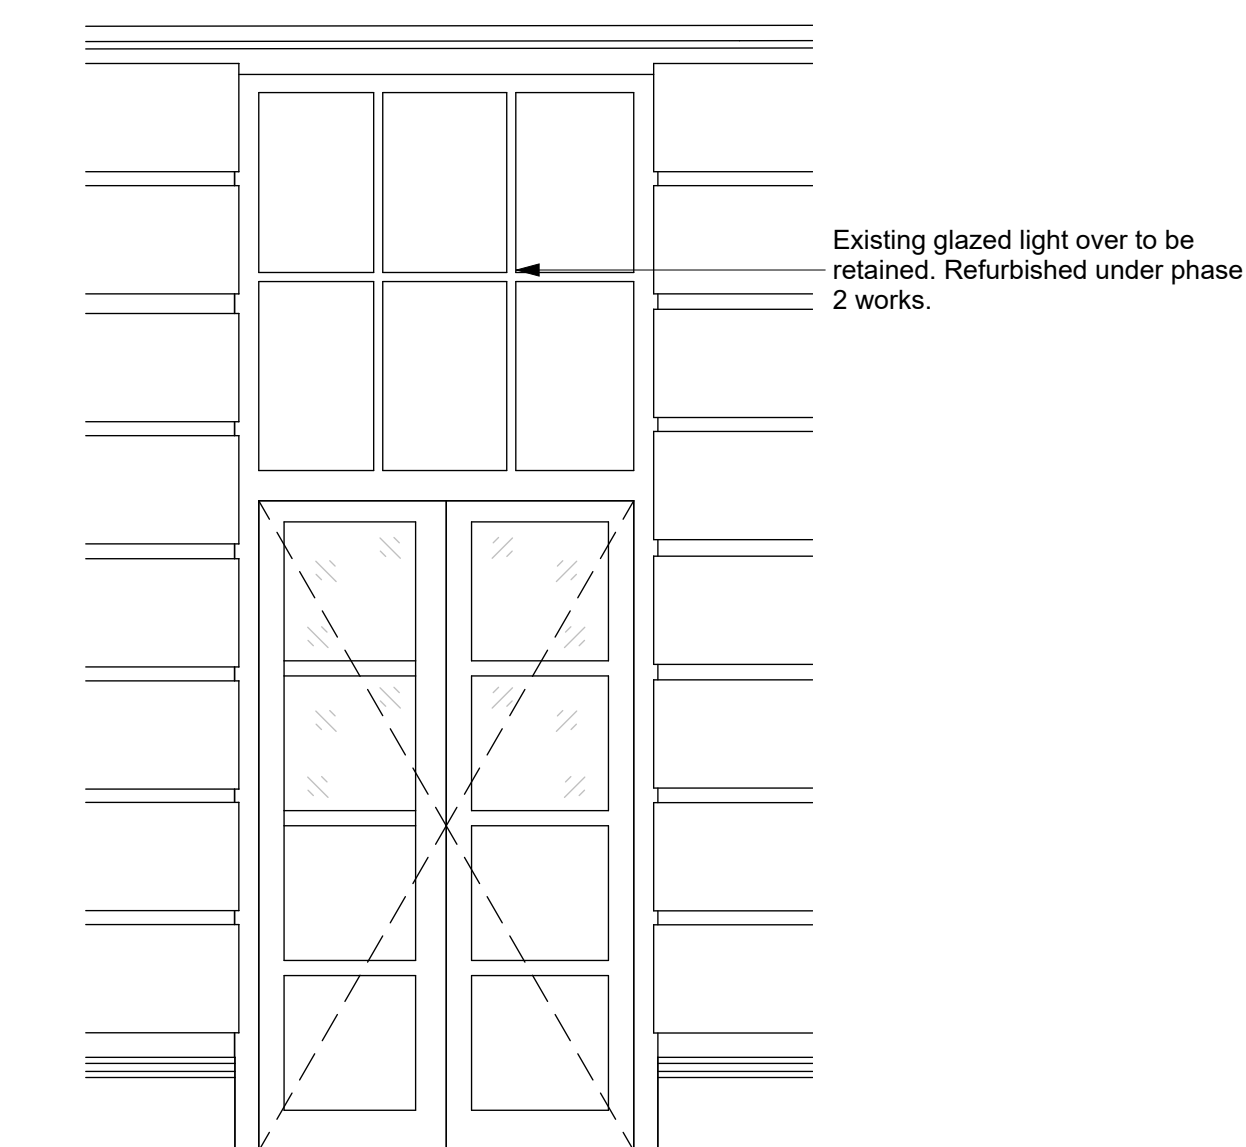 Existing glazed light over to be
retained. Refurbished under phase
2 works.